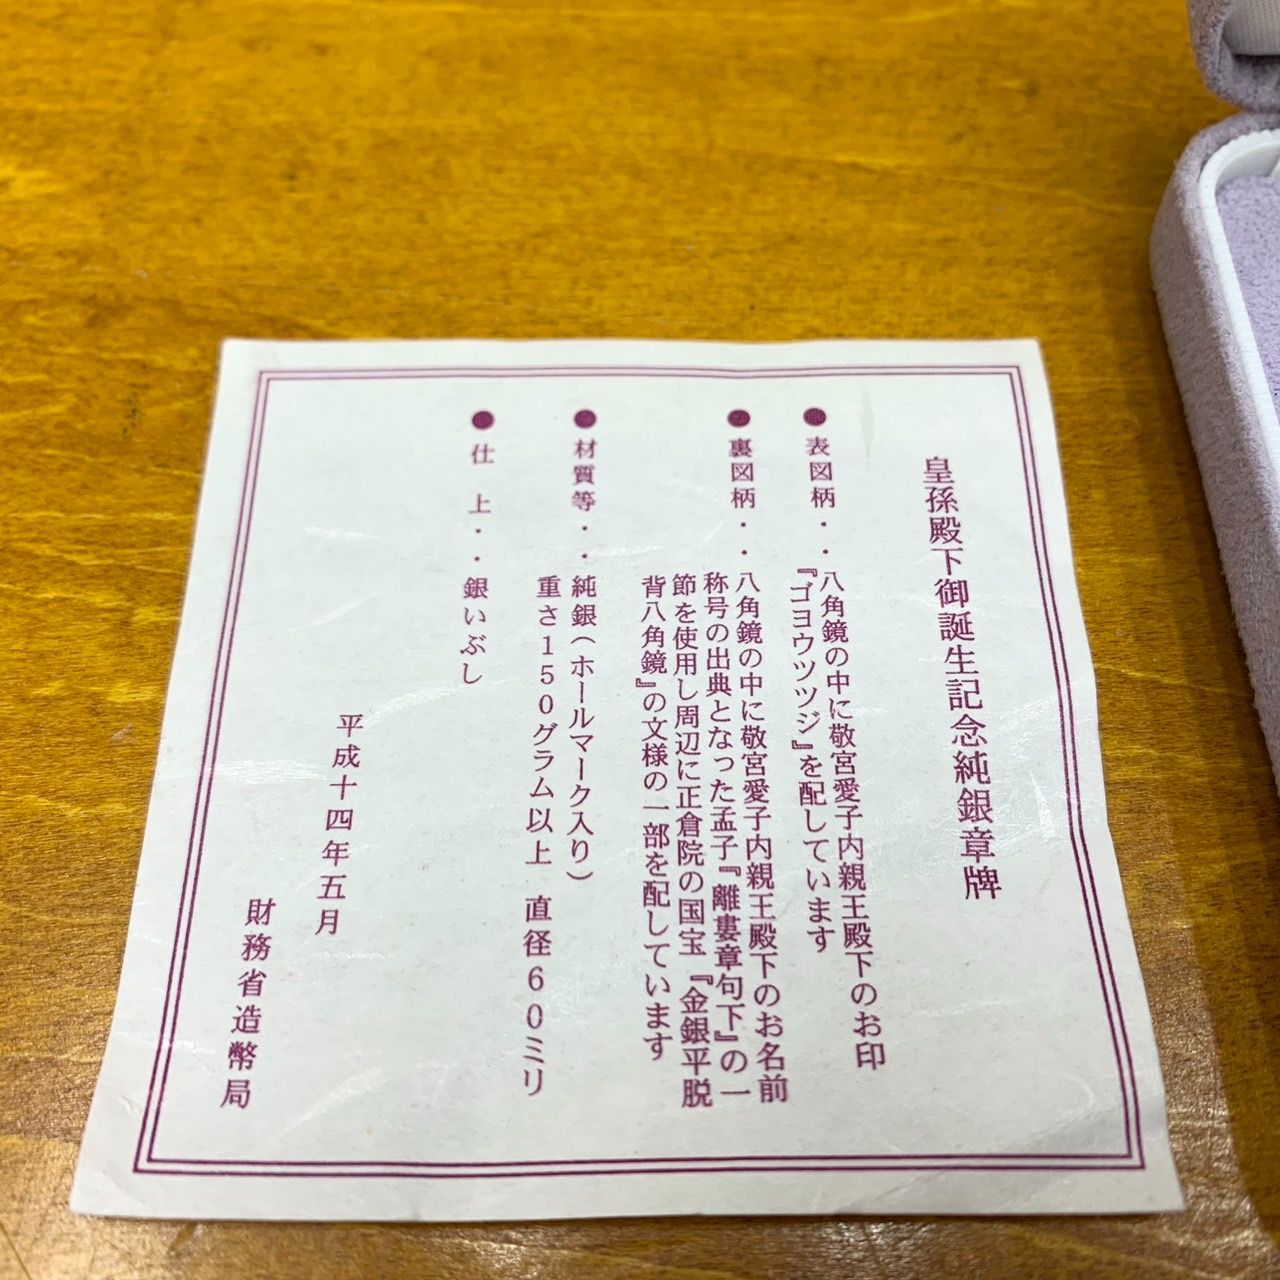 皇孫殿下御誕生記念純銀章牌
●表図柄・・八角鏡の中に敬宮愛子内親王殿下のお印
『ゴヨウツツジ』を配しています
●裏図柄・・八角鏡の中に敬宮愛子内親王殿下のお名前
称号の出典となった孟子『離婁章句下』の一
節を使用し周辺に正倉院の国宝『金銀平脱
背八角鏡』の文様の一部を配しています
●材質等・・純銀(ホールマーク入り)
重さ150グラム以上 直径60ミリ
●仕 上・・銀いぶし
平成十四年五月
財務省造幣局